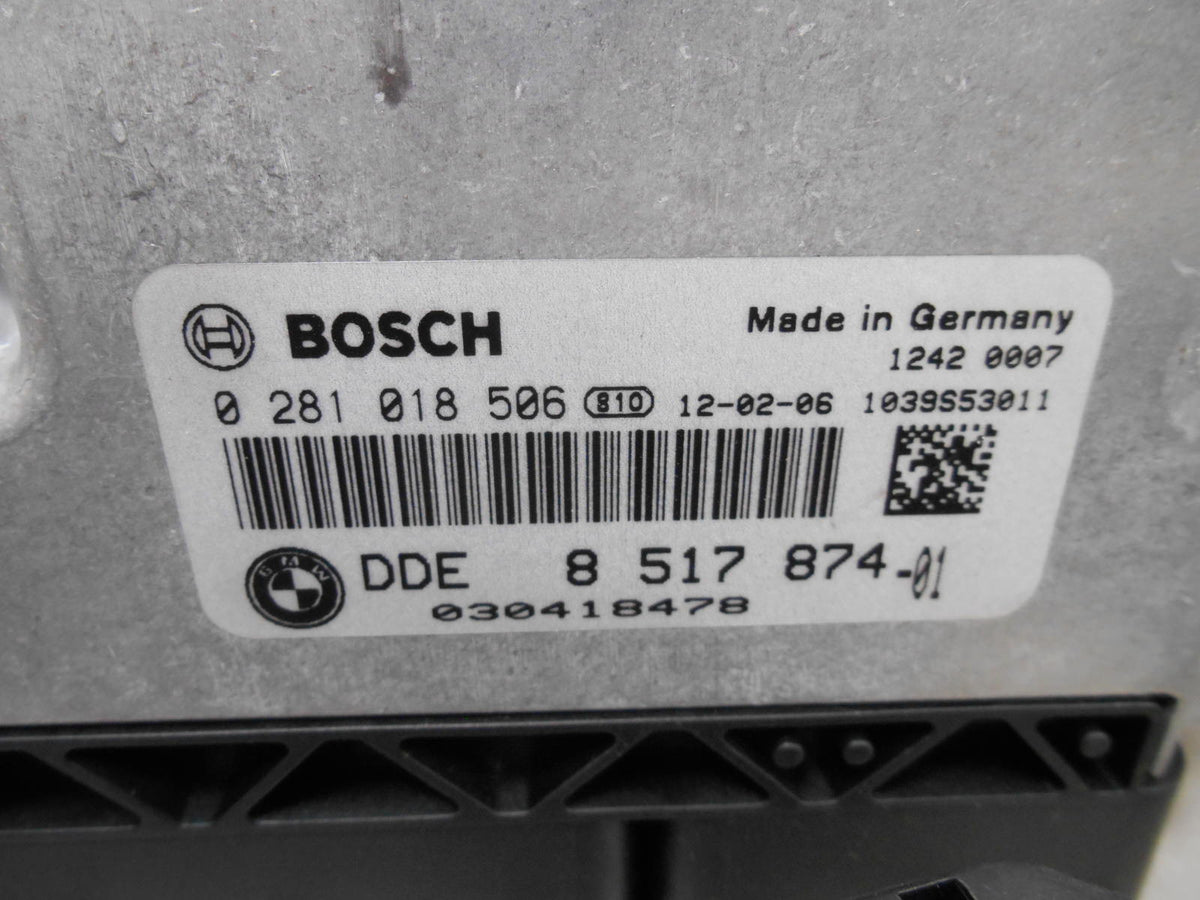 BOSCH
Made in Germany
1242 0007
0 281 018 506 810 12-02-06 1039S53011
BMW DDE 8 517 874-01
030418478